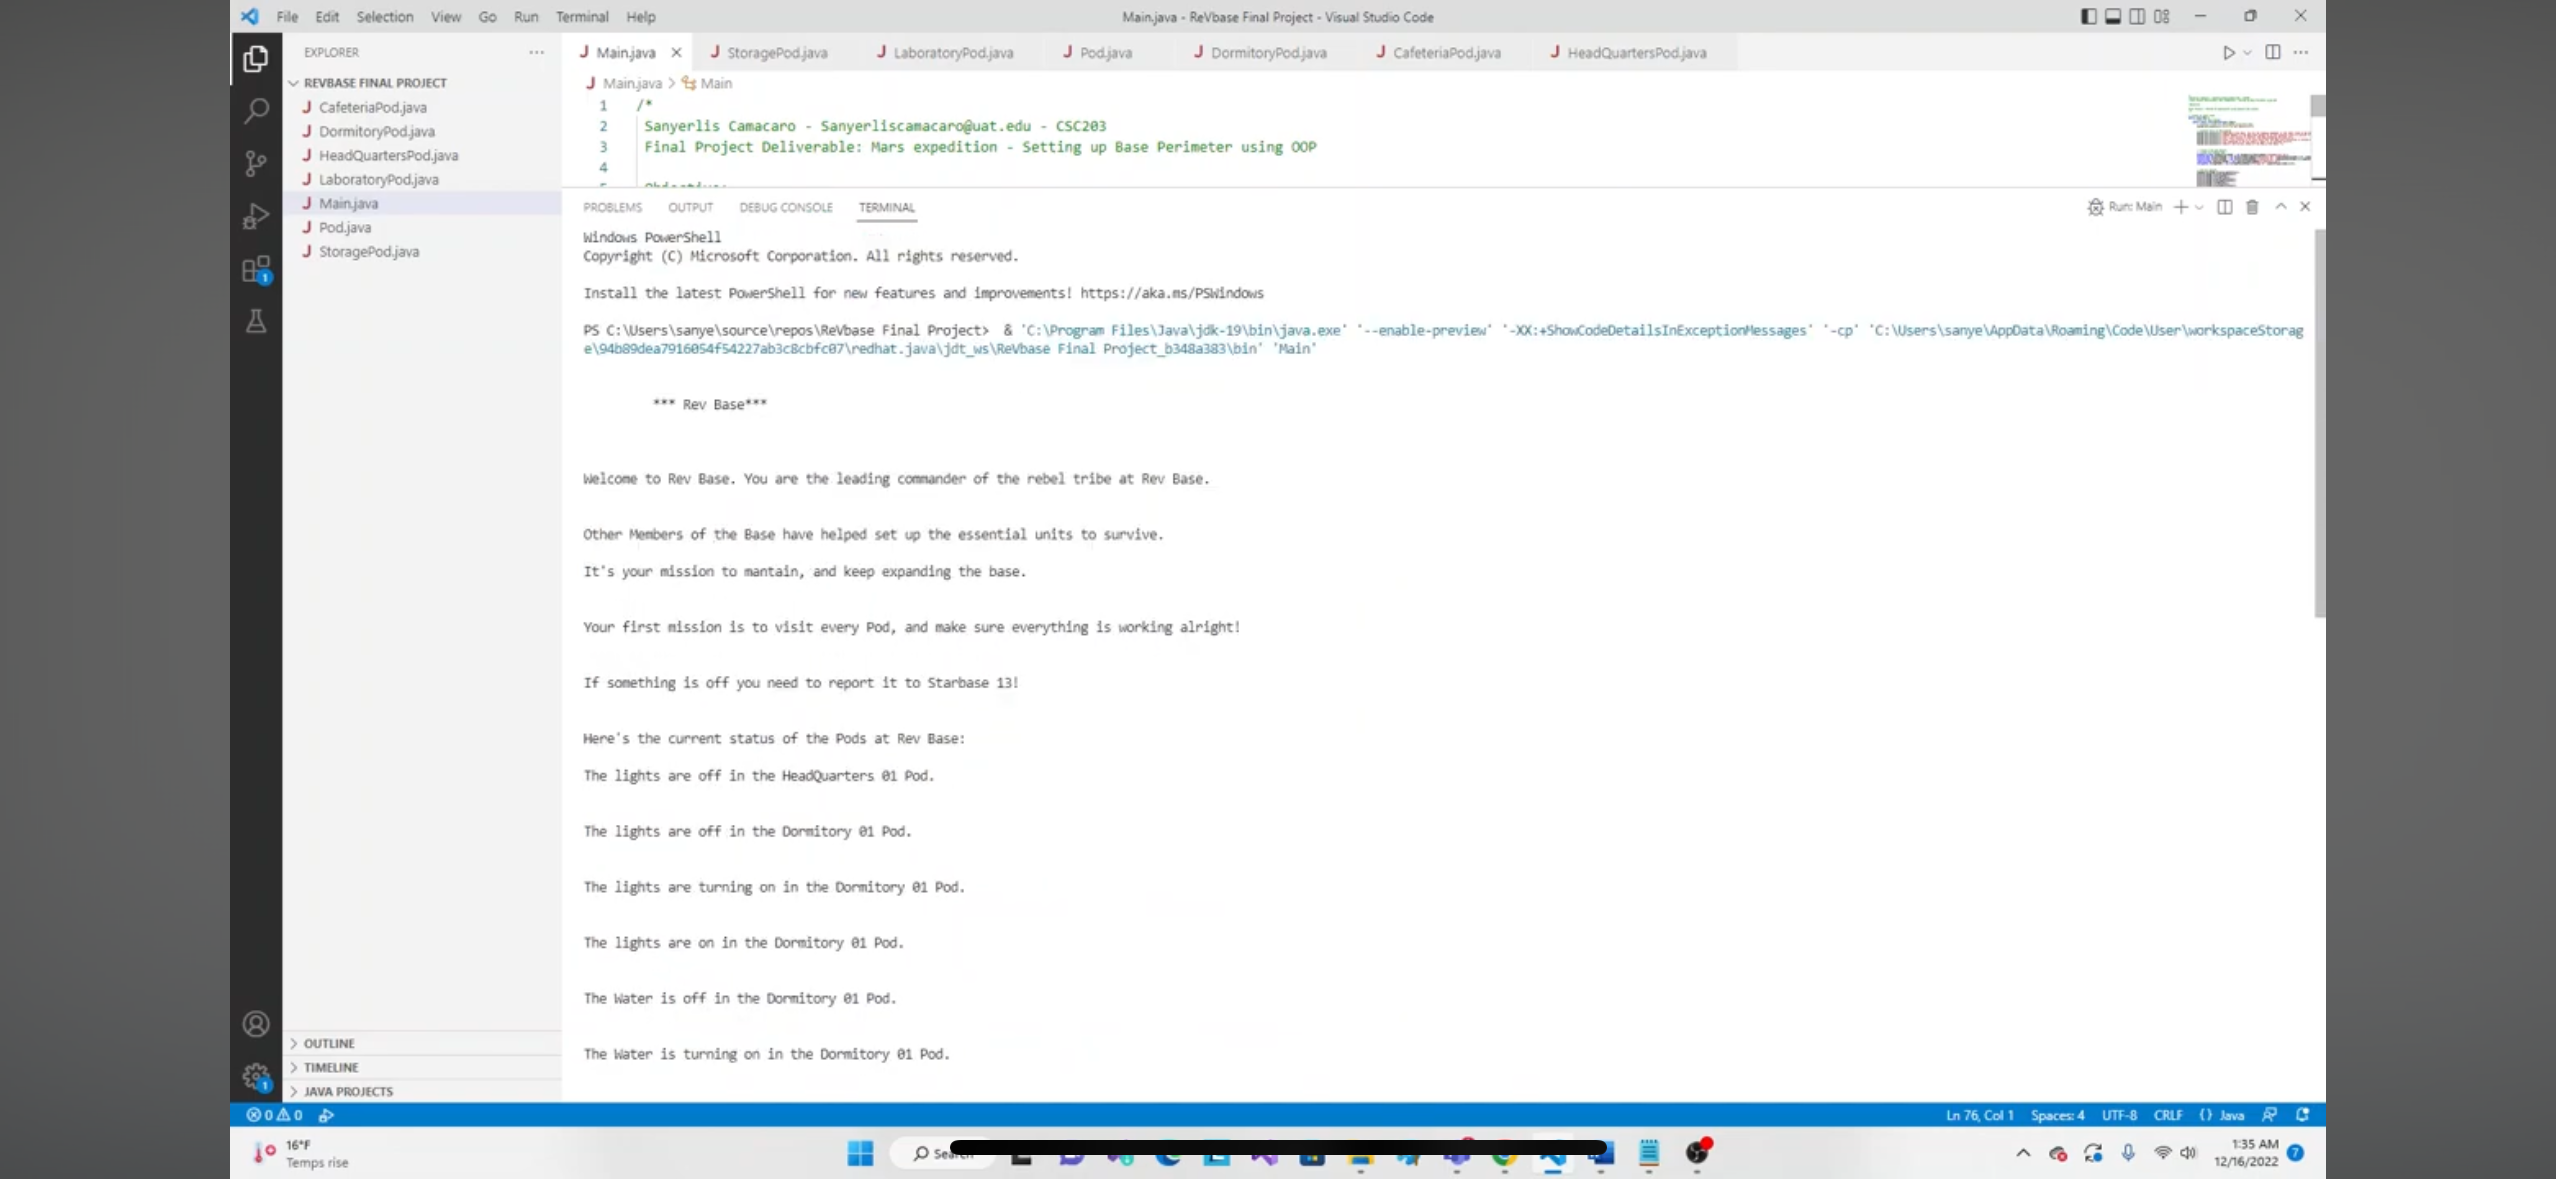 File Edit Selection View Go Run Terminal Help
Main.java - ReVbase Final Project - Visual Studio Code
EXPLORER
REVBASE FINAL PROJECT
CafeteriaPod.java
DormitoryPod.java
HeadQuartersPod.java
LaboratoryPod.java
Main.java
Pod.java
StoragePod.java
OUTLINE
TIMELINE
JAVA PROJECTS
Main.java StoragePod.java LaboratoryPod.java Pod.java DormitoryPod.java CafeteriaPod.java HeadQuartersPod.java
Main.java > Main
1 /*
2 Sanyerlis Camacaro - Sanyerliscamacaro@uat.edu - CSC203
3 Final Project Deliverable: Mars expedition - Setting up Base Perimeter using OOP
4
PROBLEMS OUTPUT DEBUG CONSOLE TERMINAL
Run: Main
Windows PowerShell
Copyright (C) Microsoft Corporation. All rights reserved.
Install the latest PowerShell for new features and improvements! https://aka.ms/PSWindows
PS C:\Users\sanye\source\repos\ReVbase Final Project> & 'C:\Program Files\Java\jdk-19\bin\java.exe' '--enable-preview' '-XX:+ShowCodeDetailsInExceptionMessages' '-cp' 'C:\Users\sanye\AppData\Roaming\Code\User\workspaceStorag
e\94b89dea7916054f54227ab3c8cbfc07\redhat.java\jdt_ws\ReVbase Final Project_b348a383\bin' 'Main'
*** Rev Base***
Welcome to Rev Base. You are the leading commander of the rebel tribe at Rev Base.
Other Members of the Base have helped set up the essential units to survive.
It's your mission to mantain, and keep expanding the base.
Your first mission is to visit every Pod, and make sure everything is working alright!
If something is off you need to report it to Starbase 13!
Here's the current status of the Pods at Rev Base:
The lights are off in the HeadQuarters 01 Pod.
The lights are off in the Dormitory 01 Pod.
The lights are turning on in the Dormitory 01 Pod.
The lights are on in the Dormitory 01 Pod.
The Water is off in the Dormitory 01 Pod.
The Water is turning on in the Dormitory 01 Pod.
0 0
Ln 76, Col 1 Spaces: 4 UTF-8 CRLF {} Java
16°F
Temps rise
1:35 AM
12/16/2022
7